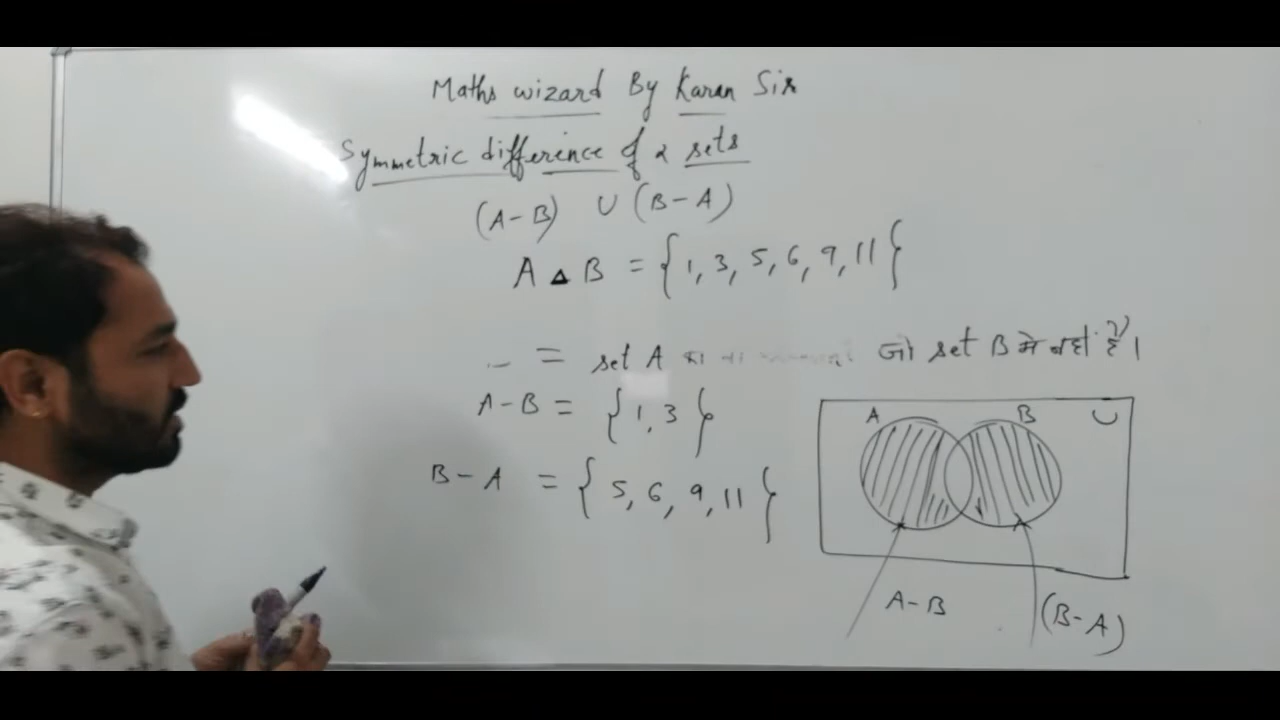 Maths wizard By Karan Sir
Symmetric difference of 2 sets
(A-B) ∪ (B-A)
A Δ B = {1, 3, 5, 6, 9, 11}
= set A का जो set B मे नहीं है।
A-B = {1, 3}
B-A = {5, 6, 9, 11}
A B U
A-B (B-A)